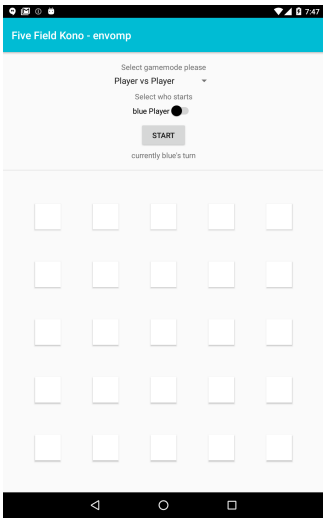 7:47
Five Field Kono - envomp
Select gamemode please
Player vs Player
Select who starts
blue Player
START
currently blue's turn